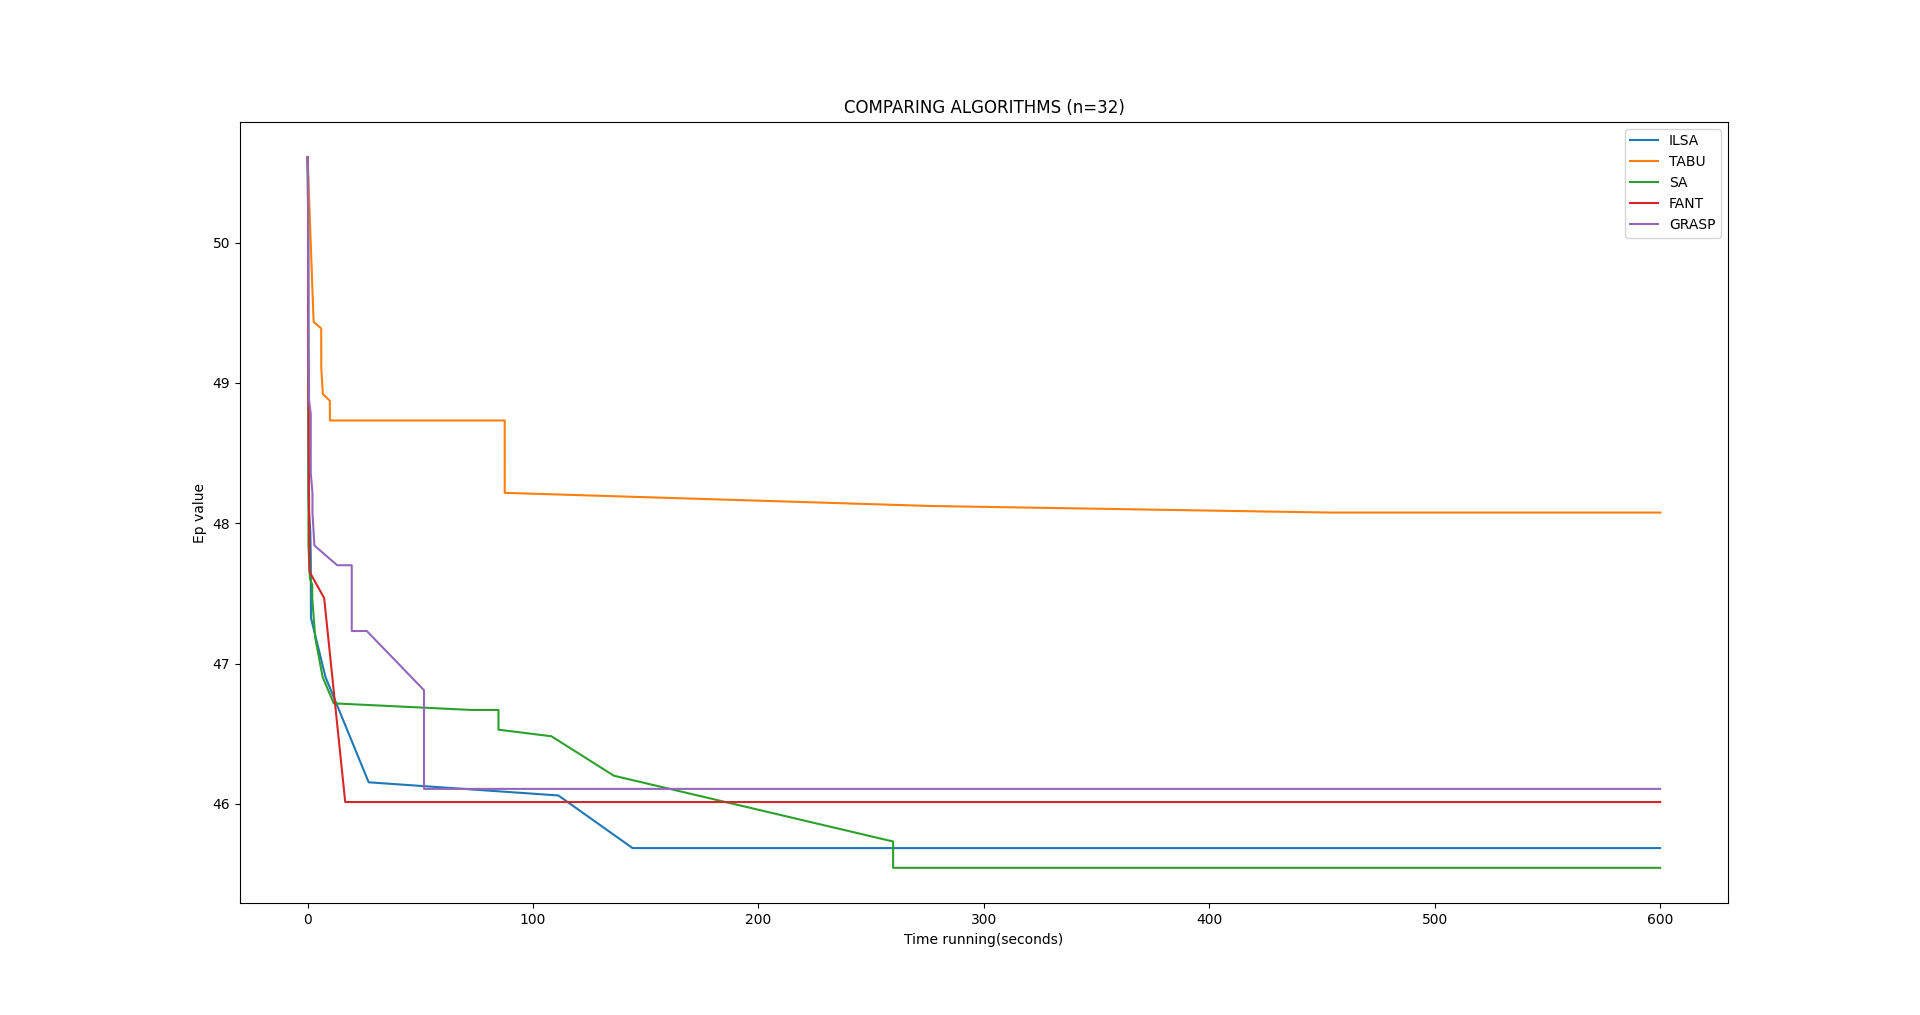 COMPARING ALGORITHMS (n=32)
ILSA
TABU
SA
FANT
GRASP
50
49
48
47
46
Ep value
0 100 200 300 400 500 600
Time running(seconds)